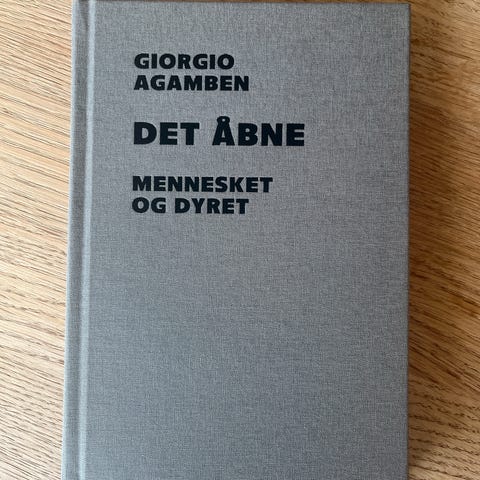 GIORGIO
AGAMBEN
DET ÅBNE
MENNESKET
OG DYRET